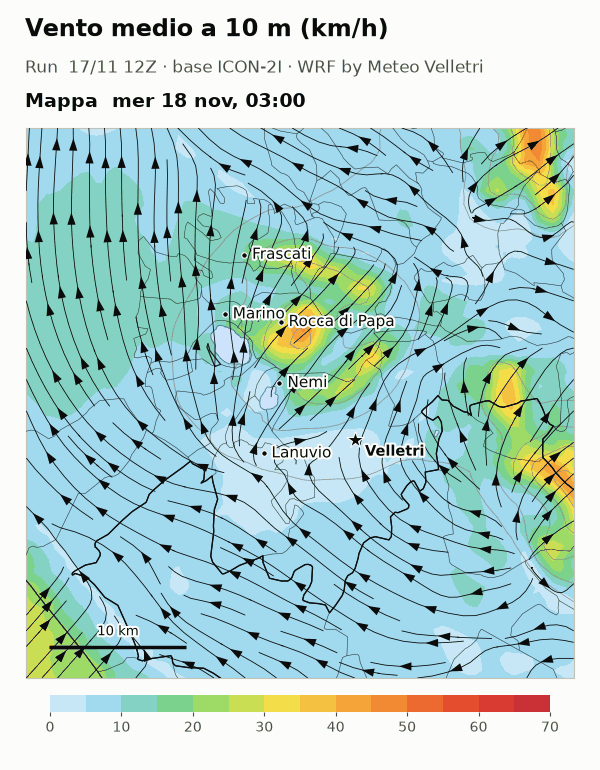 Vento medio a 10 m (km/h)
Run 17/11 12Z · base ICON-2I · WRF by Meteo Velletri
Mappa mer 18 nov, 03:00
Frascati
Marino
Rocca di Papa
Nemi
Velletri
Lanuvio
10 km
0 10 20 30 40 50 60 70